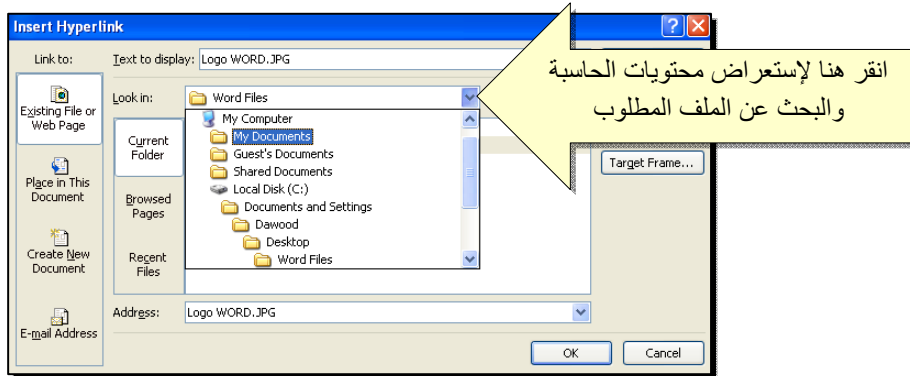 Insert Hyperlink
Link to:
Text to display: Logo WORD.JPG
انقر هنا لإستعراض محتويات الحاسبة
والبحث عن الملف المطلوب
Existing File or
Web Page
Look in: Word Files
My Computer
My Documents
Guest's Documents
Shared Documents
Local Disk (C:)
Documents and Settings
Dawood
Desktop
Word Files
Current
Folder
Browsed
Pages
Recent
Files
Target Frame...
Place in This
Document
Create New
Document
E-mail Address
Address: Logo WORD.JPG
OK
Cancel